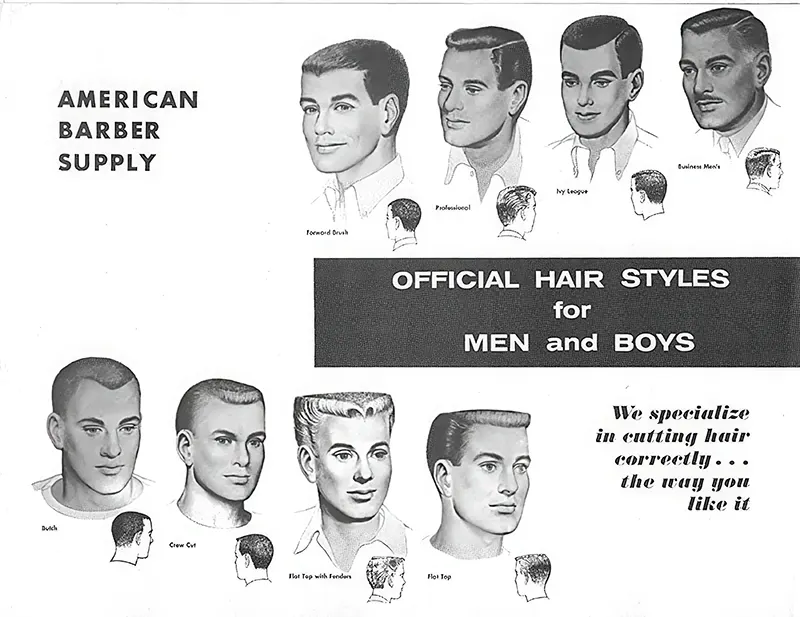 AMERICAN
BARBER
SUPPLY
Forward Brush
Professional
Ivy League
Business Men's
OFFICIAL HAIR STYLES
for
MEN and BOYS
Butch
Crew Cut
Flat Top with Fenders
Flat Top
We specialize
in cutting hair
correctly . . .
the way you
like it